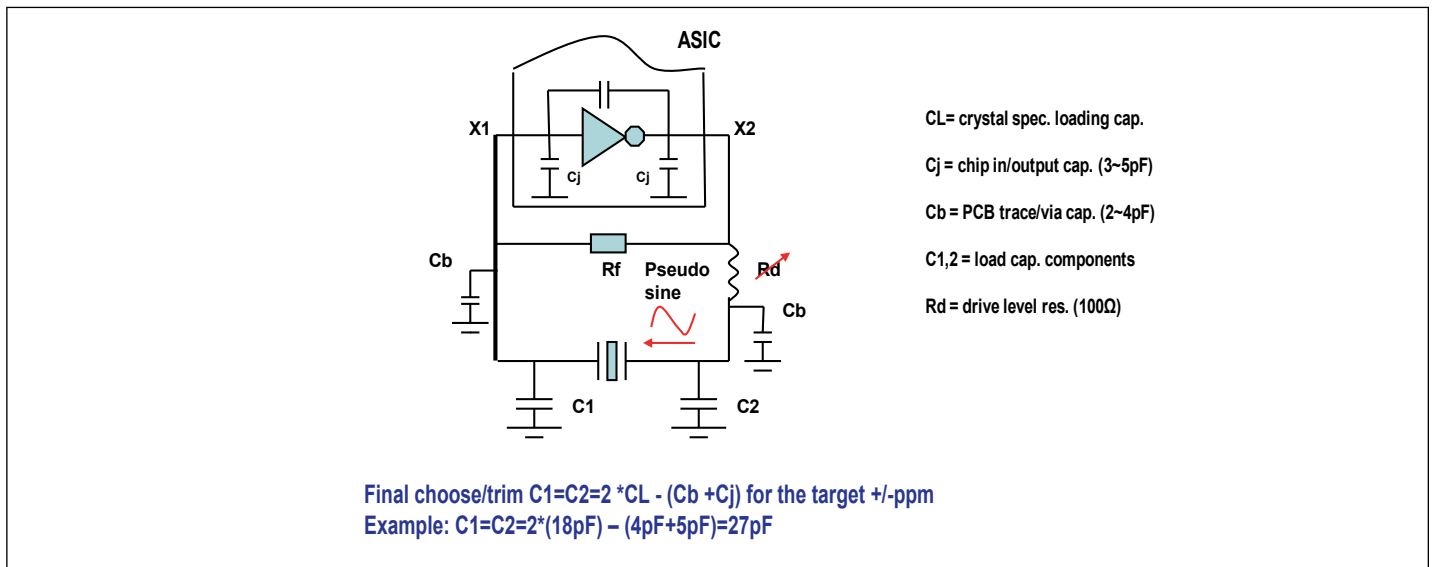 ASIC
X1
X2
Cj
Cj
Cb
Rf
Pseudo
sine
Rd
Cb
C1
C2
CL= crystal spec. loading cap.
Cj = chip in/output cap. (3~5pF)
Cb = PCB trace/via cap. (2~4pF)
C1,2 = load cap. components
Rd = drive level res. (100Ω)
Final choose/trim C1=C2=2 *CL - (Cb +Cj) for the target +/-ppm
Example: C1=C2=2*(18pF) – (4pF+5pF)=27pF